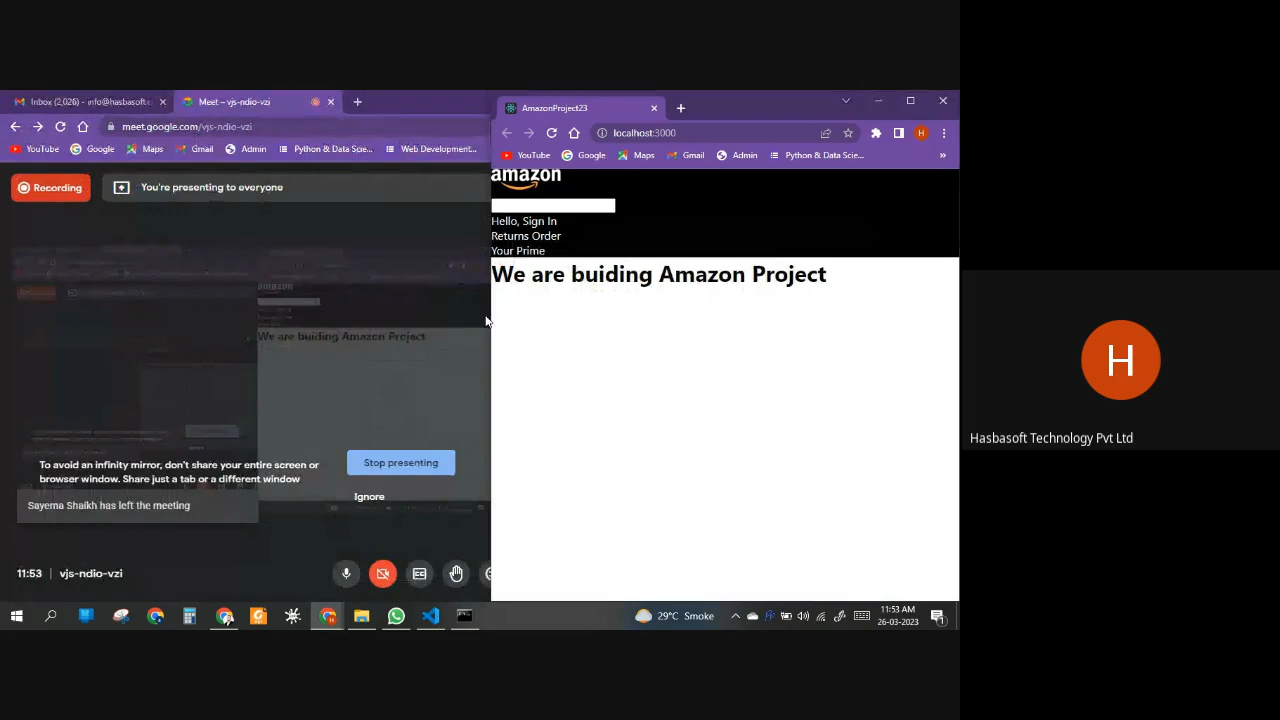 Inbox (2,026) - info@hasbasoft.c
Meet – vjs-ndio-vzi
meet.google.com/vjs-ndio-vzi
YouTube
Google
Maps
Gmail
Admin
Python & Data Scie...
Web Development...
Recording
You're presenting to everyone
We are buiding Amazon Project
To avoid an infinity mirror, don't share your entire screen or
browser window. Share just a tab or a different window
Stop presenting
Ignore
Sayema Shaikh has left the meeting
11:53 | vjs-ndio-vzi
AmazonProject23
localhost:3000
H
YouTube
Google
Maps
Gmail
Admin
Python & Data Scie...
»
amazon
Hello, Sign In
Returns Order
Your Prime
We are buiding Amazon Project
29°C Smoke
11:53 AM
26-03-2023
1
H
Hasbasoft Technology Pvt Ltd